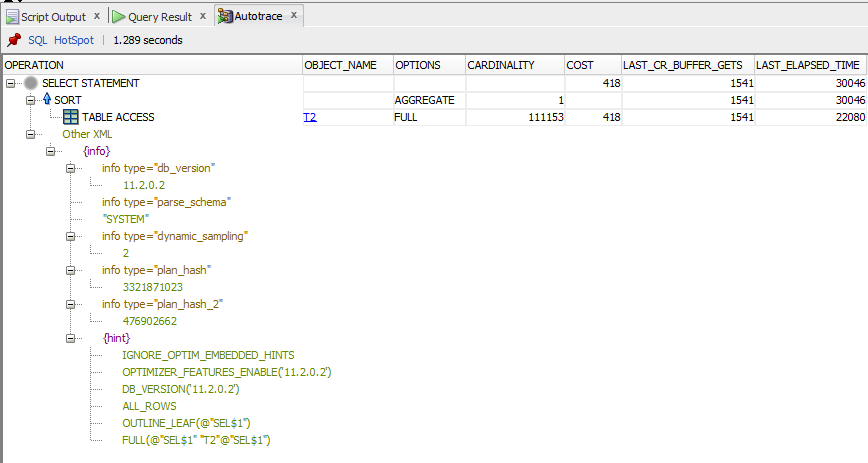 Script Output x Query Result x Autotrace x
SQL HotSpot 1.289 seconds
OPERATION OBJECT_NAME OPTIONS CARDINALITY COST LAST_CR_BUFFER_GETS LAST_ELAPSED_TIME
SELECT STATEMENT 418 1541 30046
SORT AGGREGATE 1 1541 30046
TABLE ACCESS T2 FULL 111153 418 1541 22080
Other XML
{info}
info type="db_version"
11.2.0.2
info type="parse_schema"
"SYSTEM"
info type="dynamic_sampling"
2
info type="plan_hash"
3321871023
info type="plan_hash_2"
476902662
{hint}
IGNORE_OPTIM_EMBEDDED_HINTS
OPTIMIZER_FEATURES_ENABLE('11.2.0.2')
DB_VERSION('11.2.0.2')
ALL_ROWS
OUTLINE_LEAF(@"SEL$1")
FULL(@"SEL$1" "T2"@"SEL$1")